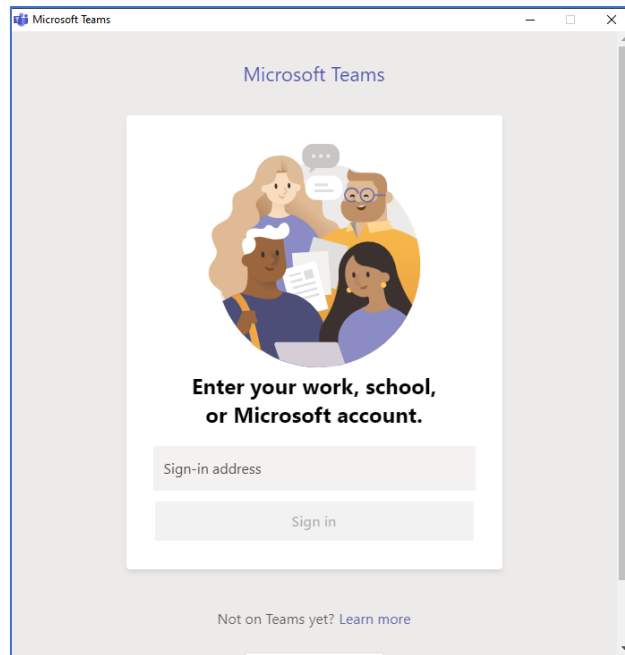 Microsoft Teams
Microsoft Teams
Enter your work, school,
or Microsoft account.
Sign-in address
Sign in
Not on Teams yet? Learn more